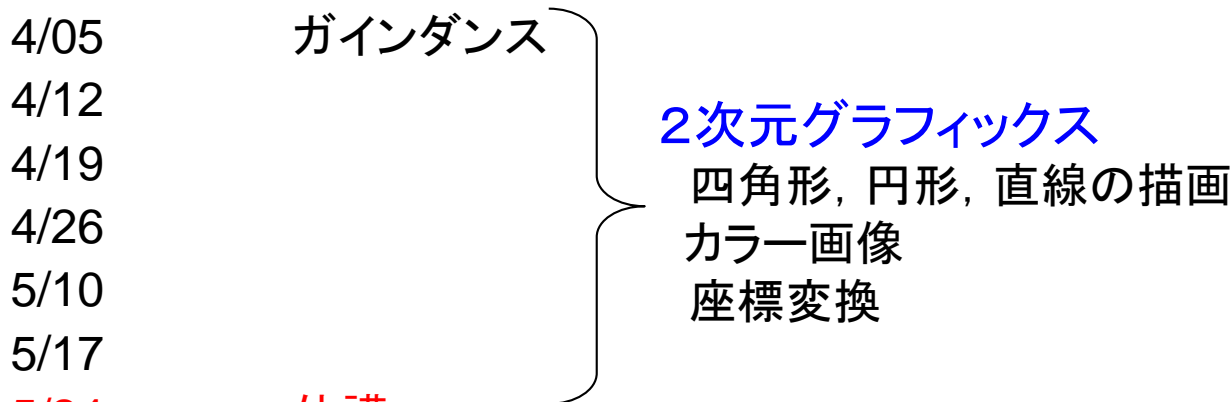 4/05 ガインダンス
4/12
4/19
4/26
5/10
5/17
2次元グラフィックス
四角形, 円形, 直線の描画
カラー画像
座標変換